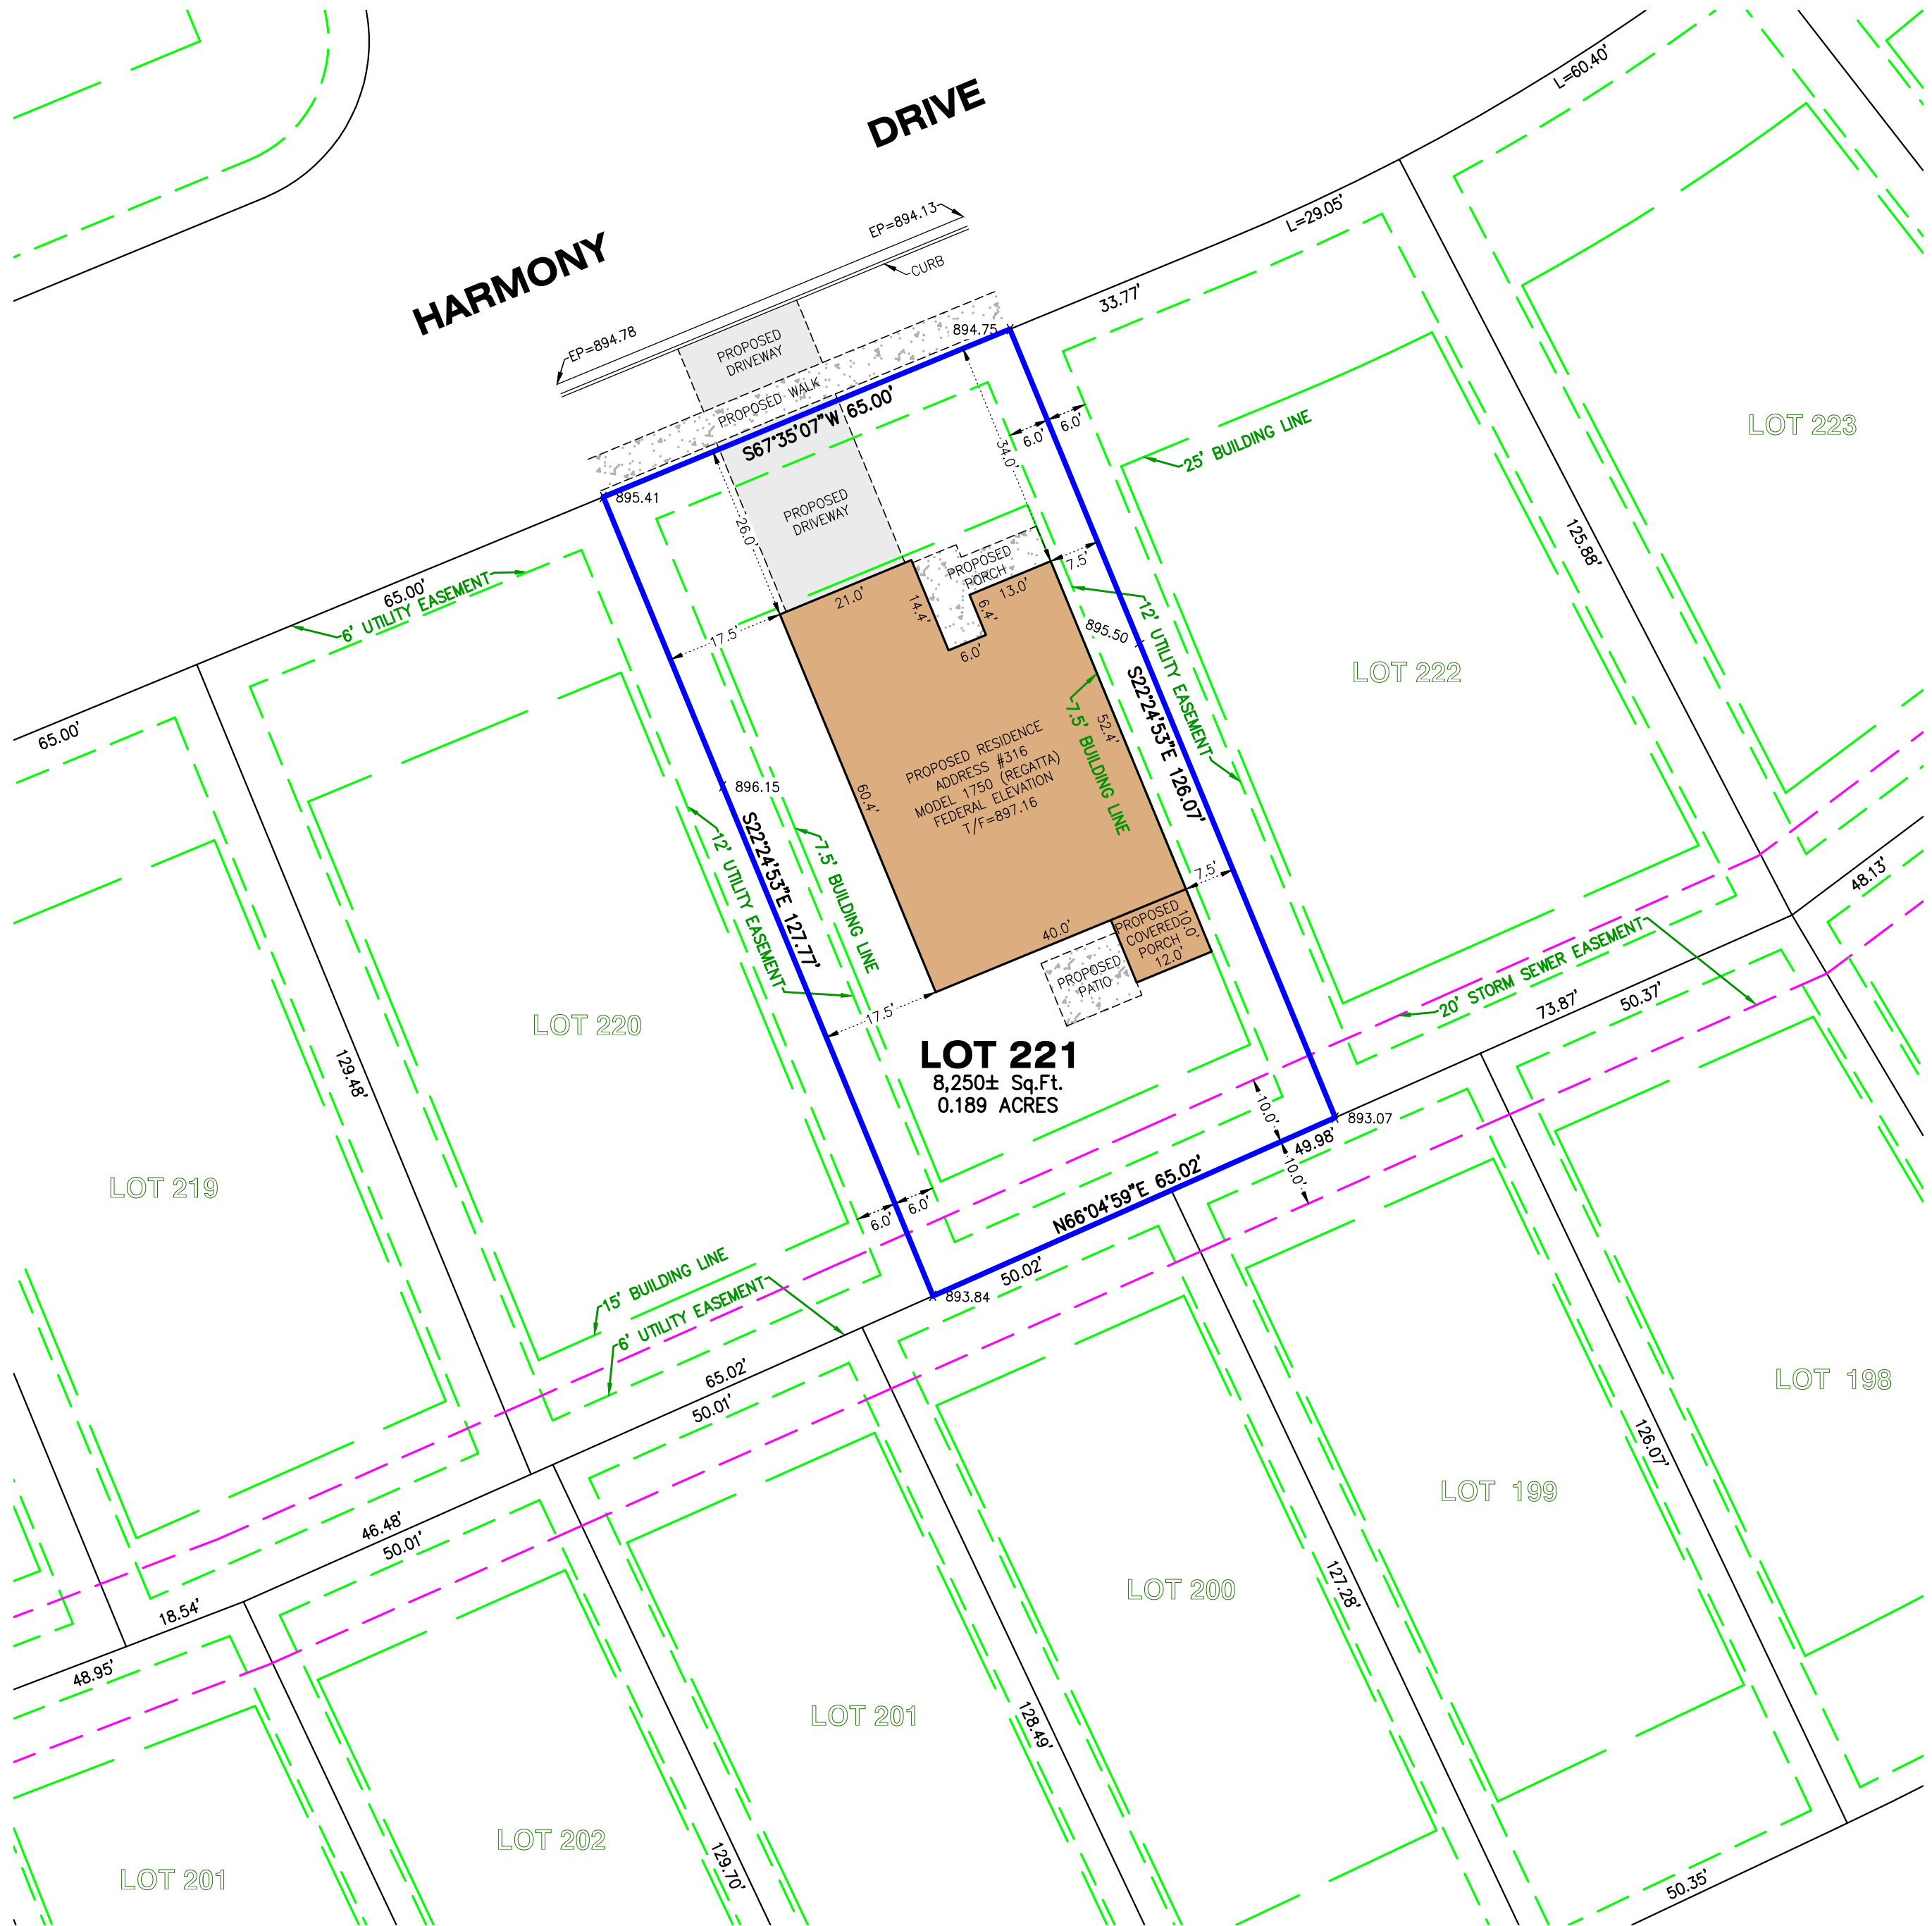 DRIVE
HARMONY
L=60.40'
L=29.05'
EP=894.13
CURB
EP=894.78
33.77'
894.75
PROPOSED
DRIVEWAY
PROPOSED WALK
S67°35'07"W 65.00'
895.41
6.0'
6.0'
34.0'
25' BUILDING LINE
LOT 223
PROPOSED
DRIVEWAY
26.0'
125.88'
PROPOSED
PORCH
7.5'
65.00'
6' UTILITY EASEMENT
21.0'
14.4'
13.0'
6.4'
6.0'
17.5'
895.50
12' UTILITY EASEMENT
LOT 222
65.00'
S22°24'53"E 126.07'
7.5' BUILDING LINE
52.4'
PROPOSED RESIDENCE
ADDRESS #316
MODEL 1750 (REGATTA)
FEDERAL ELEVATION
T/F=897.16
60.4'
896.15
S22°24'53"E 127.77'
12' UTILITY EASEMENT
7.5' BUILDING LINE
7.5'
48.13'
40.0'
PROPOSED
COVERED
PORCH
10.0'
12.0'
PROPOSED
PATIO
20' STORM SEWER EASEMENT
73.87'
50.37'
17.5'
LOT 220
LOT 221
8,250± Sq.Ft.
0.189 ACRES
129.48'
10.0'
893.07
49.98'
10.0'
LOT 219
N66°04'59"E 65.02'
6.0'
6.0'
50.02'
893.84
15' BUILDING LINE
6' UTILITY EASEMENT
65.02'
50.01'
LOT 198
126.07'
LOT 199
46.48'
50.01'
127.28'
LOT 200
18.54'
48.95'
LOT 201
128.49'
LOT 202
129.70'
LOT 201
50.35'